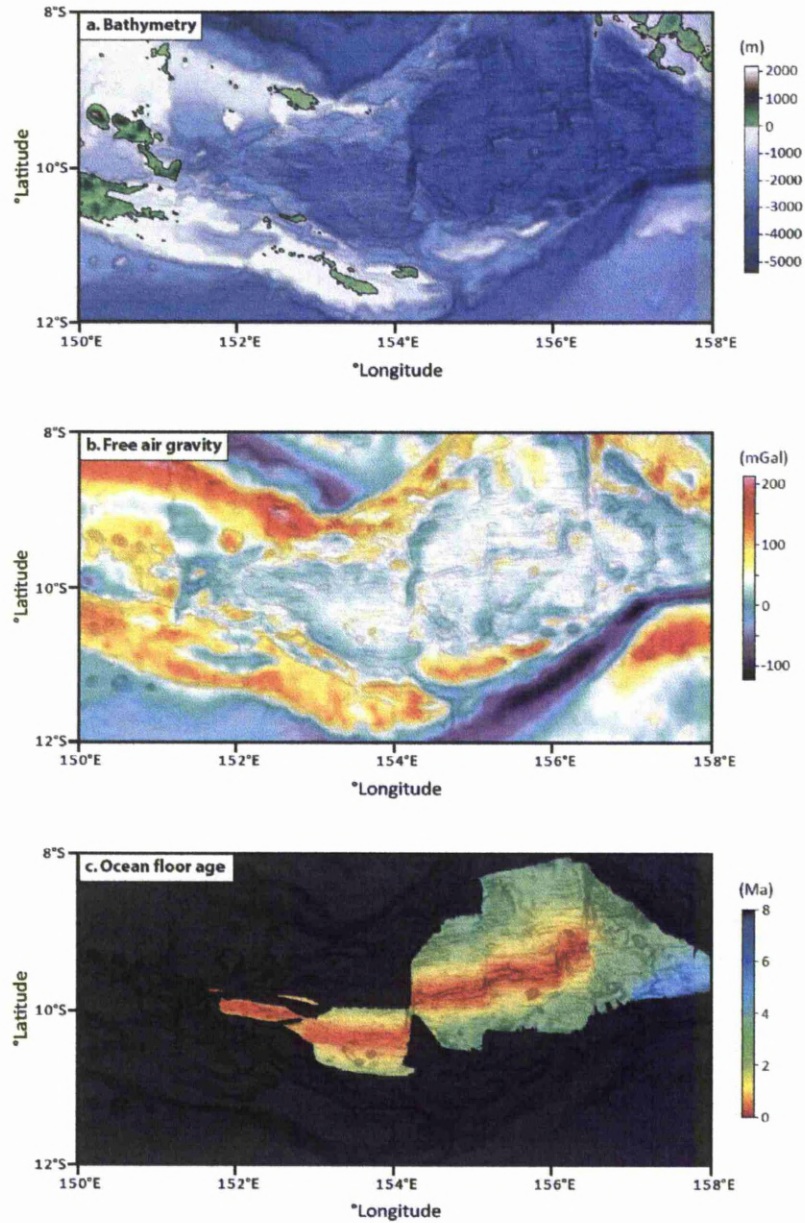 a. Bathymetry
8°S
10°S
12°S
°Latitude
150°E 152°E 154°E 156°E 158°E
°Longitude
(m)
2000
1000
0
-1000
-2000
-3000
-4000
-5000
b. Free air gravity
8°S
10°S
12°S
°Latitude
150°E 152°E 154°E 156°E 158°E
°Longitude
(mGal)
200
100
0
-100
c. Ocean floor age
8°S
10°S
12°S
°Latitude
150°E 152°E 154°E 156°E 158°E
°Longitude
(Ma)
8
6
4
2
0